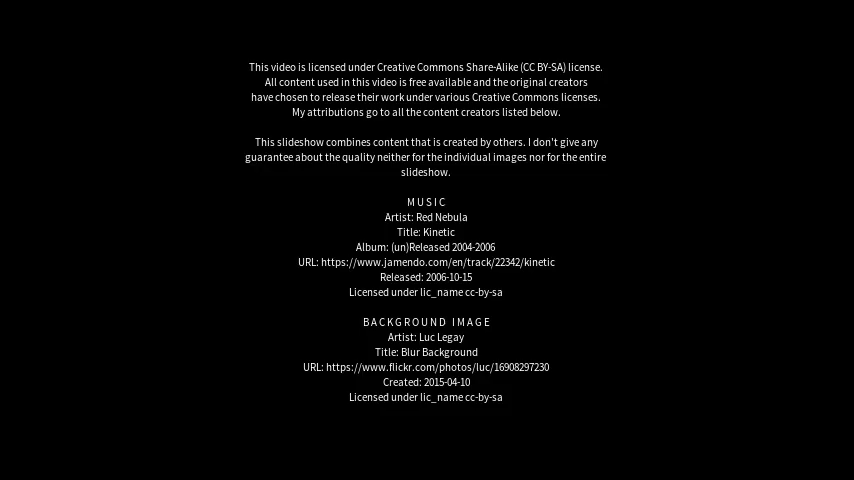 This video is licensed under Creative Commons Share-Alike (CC BY-SA) license.
All content used in this video is free available and the original creators
have chosen to release their work under various Creative Commons licenses.
My attributions go to all the content creators listed below.
This slideshow combines content that is created by others. I don't give any
guarantee about the quality neither for the individual images nor for the entire
slideshow.
MUSIC
Artist: Red Nebula
Title: Kinetic
Album: (un)Released 2004-2006
URL: https://www.jamendo.com/en/track/22342/kinetic
Released: 2006-10-15
Licensed under lic_name cc-by-sa
BACKGROUND IMAGE
Artist: Luc Legay
Title: Blur Background
URL: https://www.flickr.com/photos/luc/16908297230
Created: 2015-04-10
Licensed under lic_name cc-by-sa